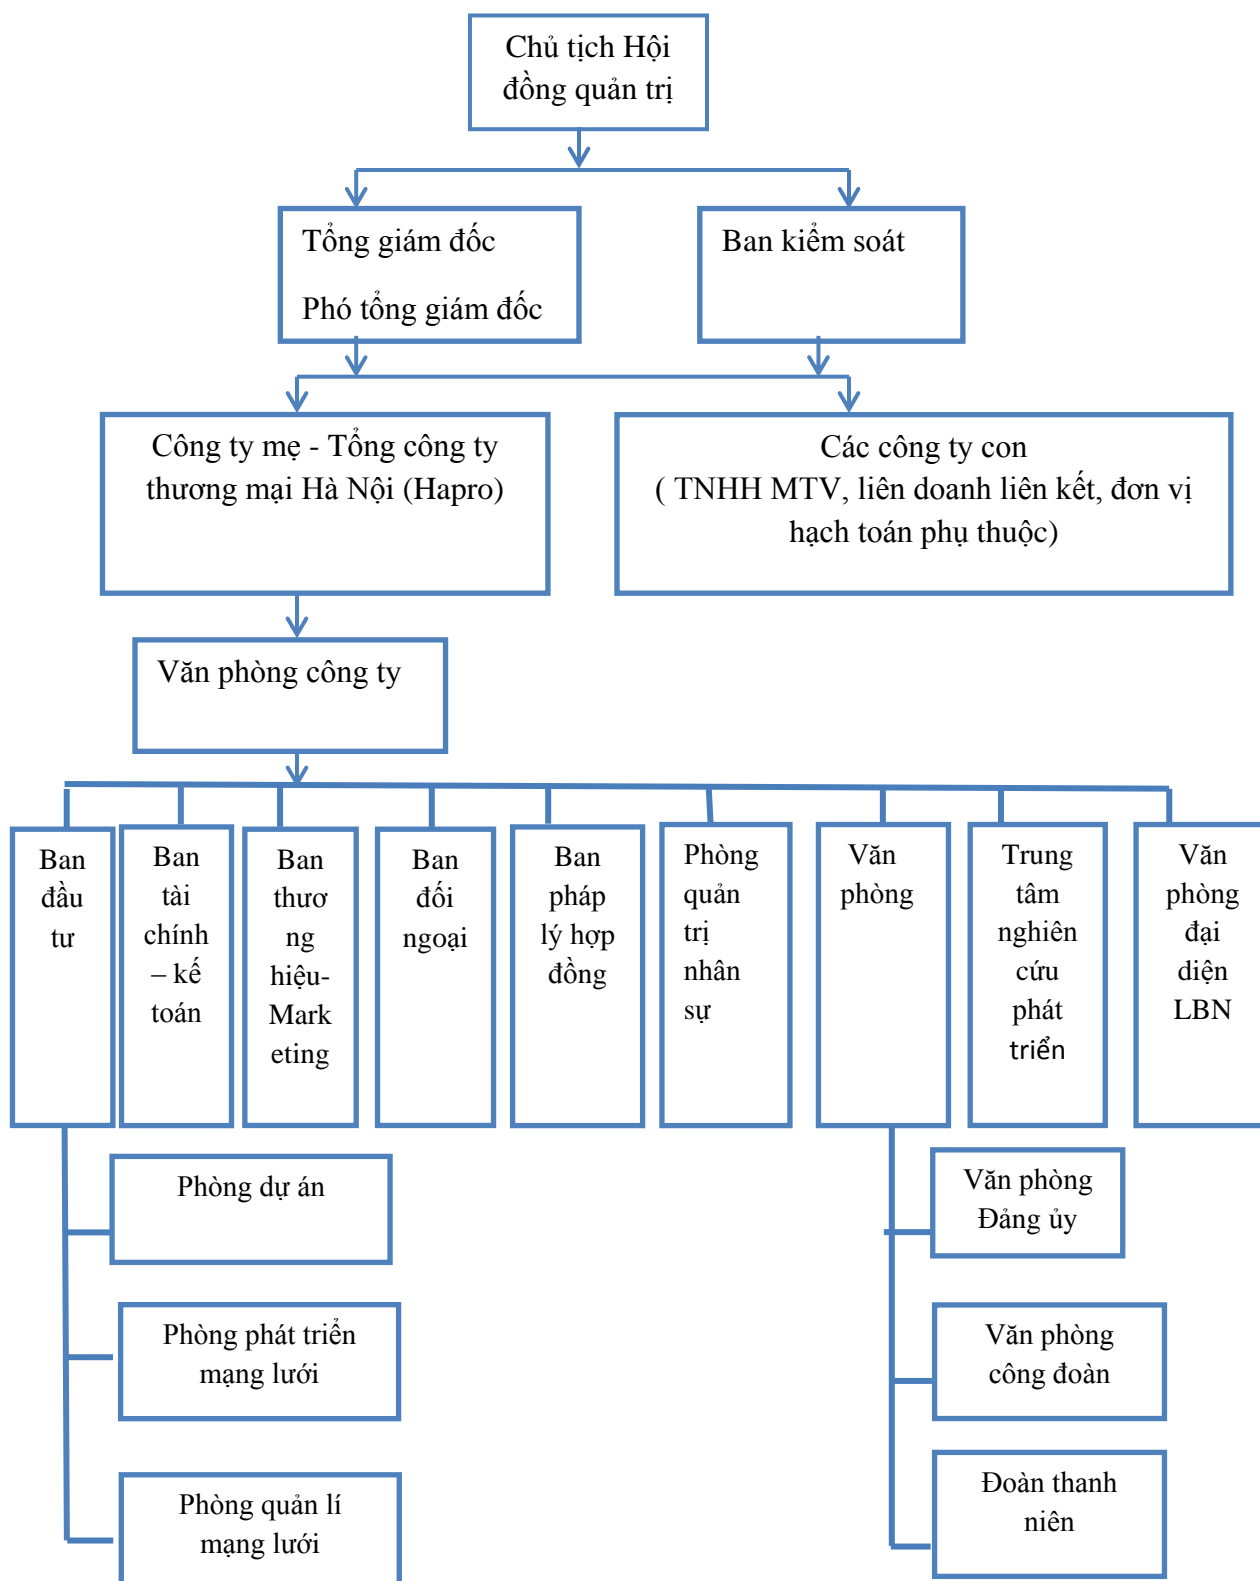 Chủ tịch Hội
đồng quản trị
Tổng giám đốc
Phó tổng giám đốc
Ban kiểm soát
Công ty mẹ - Tổng công ty
thương mại Hà Nội (Hapro)
Các công ty con
( TNHH MTV, liên doanh liên kết, đơn vị
hạch toán phụ thuộc)
Văn phòng công ty
Ban
đầu
tư
Ban
tài
chính
– kế
toán
Ban
thươ
ng
hiệu-
Mark
eting
Ban
đối
ngoại
Ban
pháp
lý hợp
đồng
Phòng
quản
trị
nhân
sự
Văn
phòng
Trung
tâm
nghiên
cứu
phát
triển
Văn
phòng
đại
diện
LBN
Phòng dự án
Phòng phát triển
mạng lưới
Phòng quản lí
mạng lưới
Văn phòng
Đảng ủy
Văn phòng
công đoàn
Đoàn thanh
niên